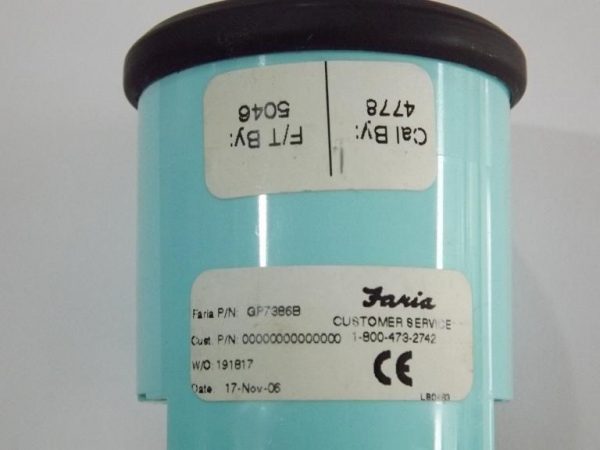 F/T By:
5046
Cal By:
4778
Faria
CUSTOMER SERVICE
1-800-473-2742
Faria P/N: GP7386B
Cust. P/N: 00000000000000
W/O: 191817
Date: 17-Nov-06
CE